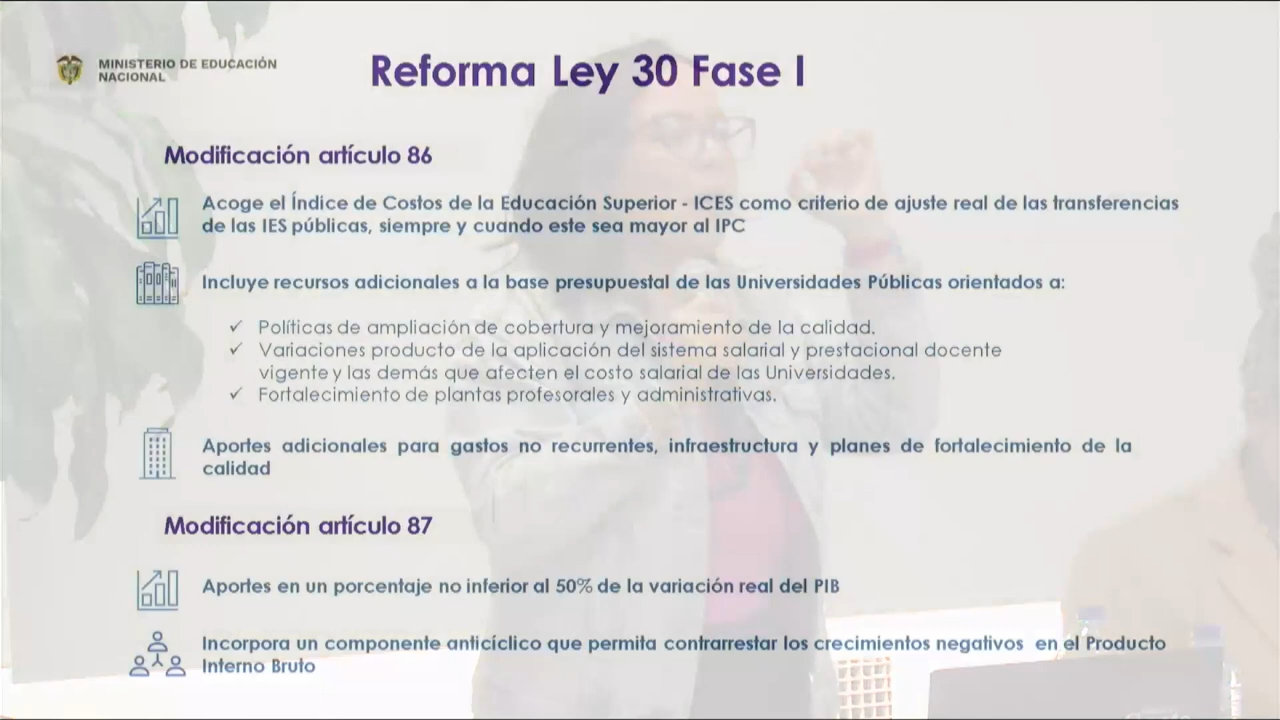 MINISTERIO DE EDUCACIÓN
NACIONAL
Reforma Ley 30 Fase I
Modificación artículo 86
Acoge el Índice de Costos de la Educación Superior - ICES como criterio de ajuste real de las transferencias
de las IES públicas, siempre y cuando este sea mayor al IPC
Incluye recursos adicionales a la base presupuestal de las Universidades Públicas orientados a:
✓ Políticas de ampliación de cobertura y mejoramiento de la calidad.
✓ Variaciones producto de la aplicación del sistema salarial y prestacional docente
vigente y las demás que afecten el costo salarial de las Universidades.
✓ Fortalecimiento de plantas profesorales y administrativas.
Aportes adicionales para gastos no recurrentes, infraestructura y planes de fortalecimiento de la
calidad
Modificación artículo 87
Aportes en un porcentaje no inferior al 50% de la variación real del PIB
Incorpora un componente anticíclico que permita contrarrestar los crecimientos negativos en el Producto
Interno Bruto